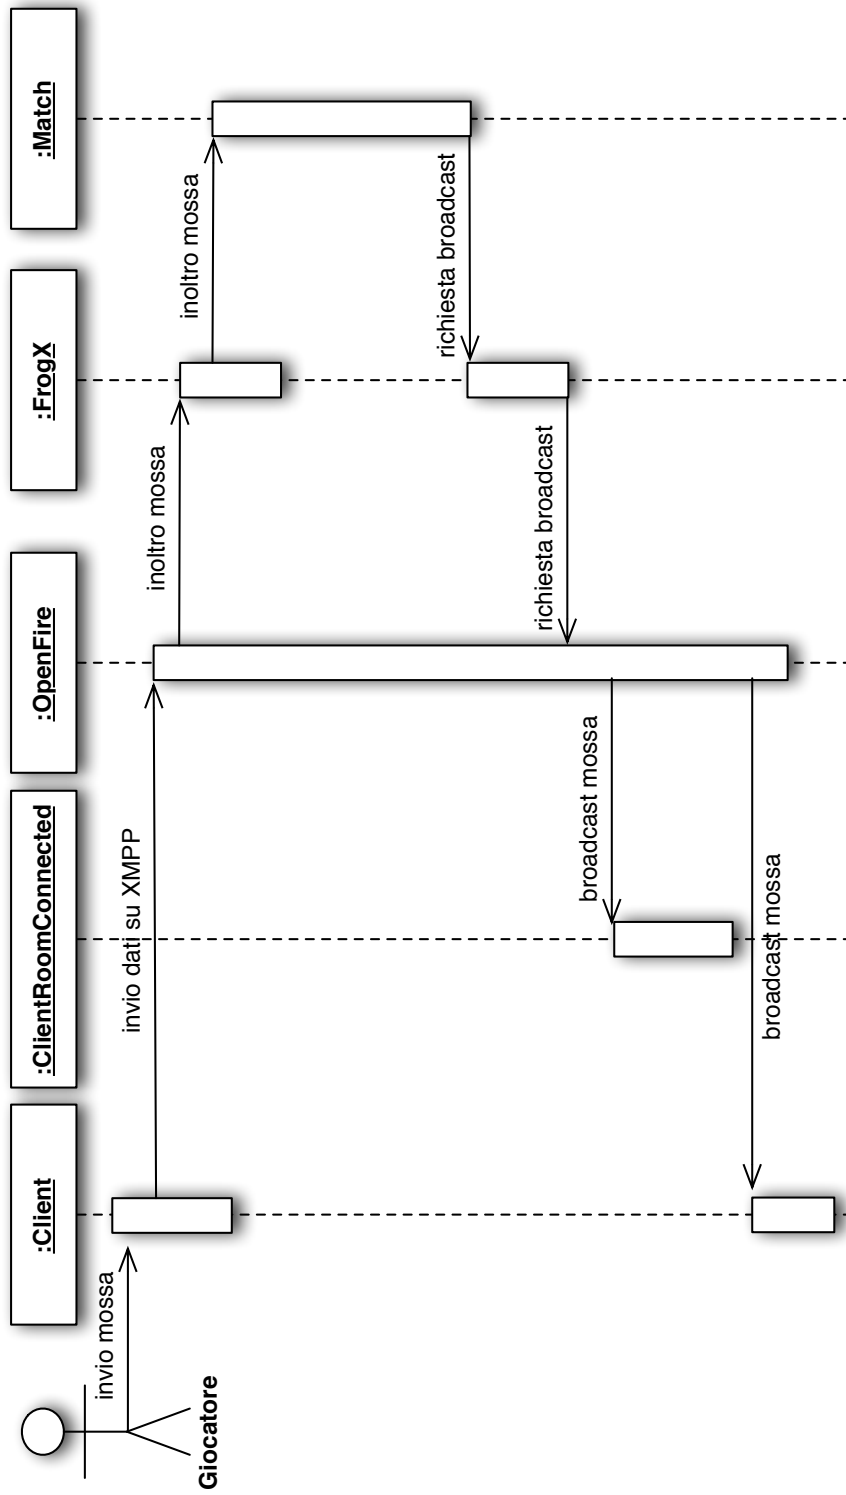 :Client
:ClientRoomConnected
:OpenFire
:FrogX
:Match
Giocatore
invio mossa
invio dati su XMPP
inoltro mossa
inoltro mossa
richiesta broadcast
richiesta broadcast
broadcast mossa
broadcast mossa